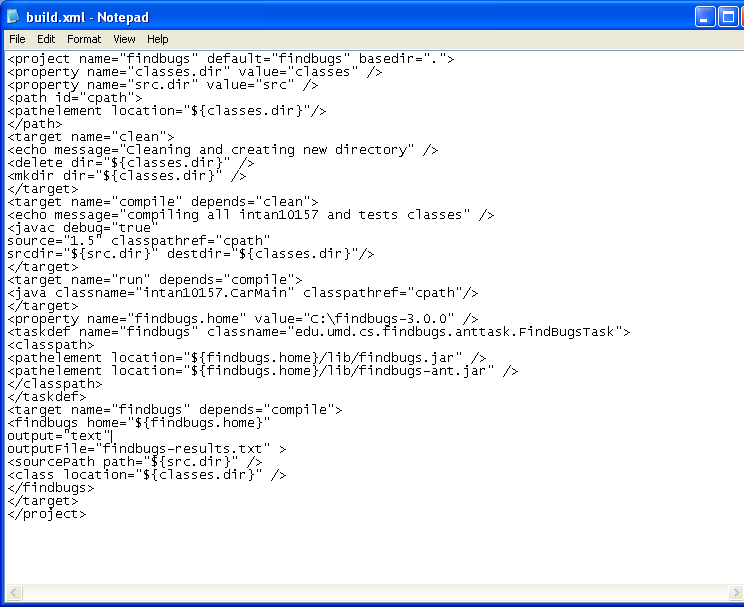 build.xml - Notepad
File Edit Format View Help
<project name="findbugs" default="findbugs" basedir=".">
<property name="classes.dir" value="classes" />
<property name="src.dir" value="src" />
<path id="cpath">
<pathelement location="${classes.dir}"/>
</path>
<target name="clean">
<echo message="Cleaning and creating new directory" />
<delete dir="${classes.dir}" />
<mkdir dir="${classes.dir}" />
</target>
<target name="compile" depends="clean">
<echo message="compiling all intan10157 and tests classes" />
<javac debug="true"
source="1.5" classpathref="cpath"
srcdir="${src.dir}" destdir="${classes.dir}"/>
</target>
<target name="run" depends="compile">
<java classname="intan10157.CarMain" classpathref="cpath"/>
</target>
<property name="findbugs.home" value="C:\findbugs-3.0.0" />
<taskdef name="findbugs" classname="edu.umd.cs.findbugs.anttask.FindBugsTask">
<classpath>
<pathelement location="${findbugs.home}/lib/findbugs.jar" />
<pathelement location="${findbugs.home}/lib/findbugs-ant.jar" />
</classpath>
</taskdef>
<target name="findbugs" depends="compile">
<findbugs home="${findbugs.home}"
output="text"
outputFile="findbugs-results.txt" >
<sourcePath path="${src.dir}" />
<class location="${classes.dir}" />
</findbugs>
</target>
</project>